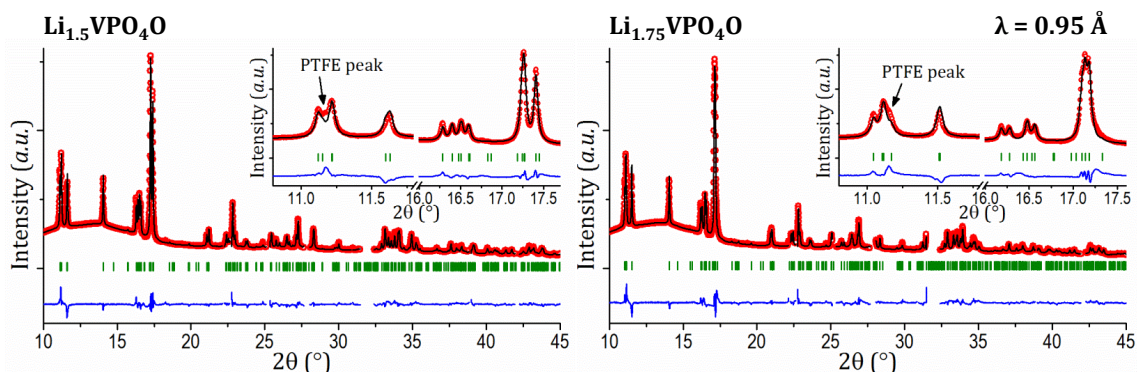 Li1.5VPO4O
Intensity (a.u.)
10 15 20 25 30 35 40 45
2θ (°)
PTFE peak
Intensity (a.u.)
11.0 11.5 16.0 16.5 17.0 17.5
2θ (°)
Li1.75VPO4O
λ = 0.95 Å
Intensity (a.u.)
10 15 20 25 30 35 40 45
2θ (°)
PTFE peak
Intensity (a.u.)
11.0 11.5 16.0 16.5 17.0 17.5
2θ (°)